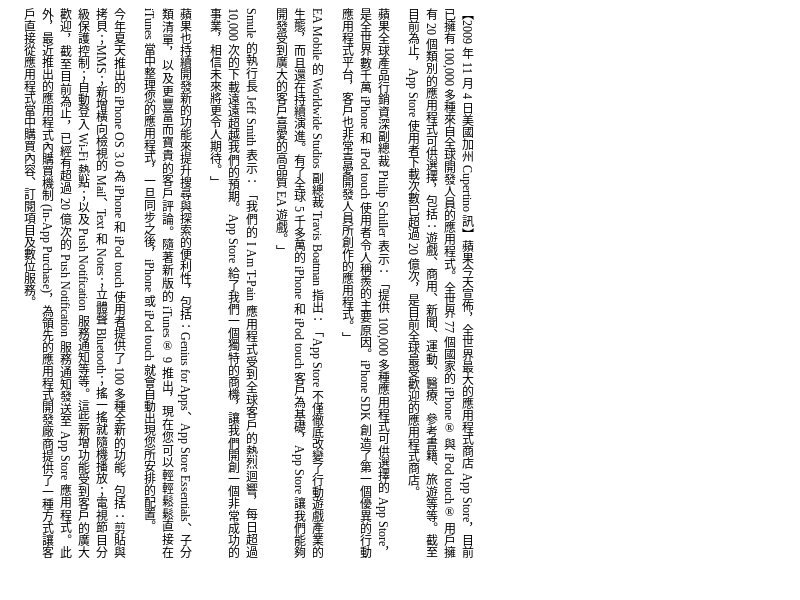 【2009 年 11 月 4 日美國加州 Cupertino 訊】蘋果今天宣佈，全世界最大的應用程式商店 App Store，目前
已擁有 100,000 多種來自全球開發人員的應用程式。全世界 77 個國家的 iPhone ® 與 iPod touch ® 用戶擁
有 20 個類別的應用程式可供選擇，包括：遊戲、商用、新聞、運動、醫療、參考書籍、旅遊等等。截至
目前為止，App Store 使用者下載次數已超過 20 億次，是目前全球最受歡迎的應用程式商店。
蘋果全球產品行銷資深副總裁 Philip Schiller 表示：「提供 100,000 多種應用程式可供選擇的 App Store，
是全世界數千萬 iPhone 和 iPod touch 使用者令人稱羨的主要原因。iPhone SDK 創造了第一個優異的行動
應用程式平台，客戶也非常喜愛開發人員所創作的應用程式。」
EA Mobile 的 Worldwide Studios 副總裁 Travis Boatman 指出：「App Store 不僅徹底改變了行動遊戲產業的
生態，而且還在持續演進。有了全球 5 千多萬的 iPhone 和 iPod touch 客戶為基礎，App Store 讓我們能夠
開發受到廣大的客戶喜愛的高品質 EA 遊戲。」
Smule 的執行長 Jeff Smith 表示：「我們的 I Am T-Pain 應用程式受到全球客戶的熱烈迴響，每日超過
10,000 次的下載遠遠超越我們的預期。App Store 給了我們一個獨特的商機，讓我們開創一個非常成功的
事業，相信未來將更令人期待。」
蘋果也持續開發新的功能來提升搜尋與探索的便利性，包括：Genius for Apps、App Store Essentials、子分
類清單，以及更豐富而寶貴的客戶評論。隨著新版的 iTunes ® 9 推出，現在您可以輕輕鬆鬆直接在
iTunes 當中整理您的應用程式，一旦同步之後，iPhone 或 iPod touch 就會自動出現您所安排的配置。
今年夏天推出的 iPhone OS 3.0 為 iPhone 和 iPod touch 使用者提供了 100 多種全新的功能，包括：剪貼與
拷貝；MMS；新增橫向檢視的 Mail、Text 和 Notes；立體聲 Bluetooth；搖一搖就隨機播放；電視節目分
級保護控制；自動登入 Wi-Fi 熱點；以及 Push Notification 服務通知等等。這些新增功能受到客戶的廣大
歡迎，截至目前為止，已經有超過 20 億次的 Push Notification 服務通知發送至 App Store 應用程式。此
外，最近推出的應用程式內購買機制 (In-App Purchase)，為領先的應用程式開發廠商提供了一種方式讓客
戶直接從應用程式當中購買內容、訂閱項目及數位服務。